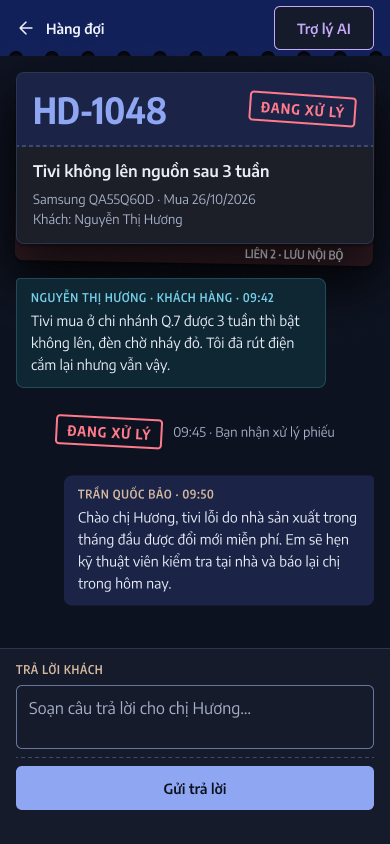 Hàng đợi
Trợ lý AI
HD-1048
ĐANG XỬ LÝ
Tivi không lên nguồn sau 3 tuần
Samsung QA55Q60D · Mua 26/10/2026
Khách: Nguyễn Thị Hương
LIÊN 2 · LƯU NỘI BỘ
NGUYỄN THỊ HƯƠNG · KHÁCH HÀNG · 09:42
Tivi mua ở chi nhánh Q.7 được 3 tuần thì bật
không lên, đèn chờ nháy đỏ. Tôi đã rút điện
cắm lại nhưng vẫn vậy.
ĐANG XỬ LÝ
09:45 · Bạn nhận xử lý phiếu
TRẦN QUỐC BẢO · 09:50
Chào chị Hương, tivi lỗi do nhà sản xuất trong
tháng đầu được đổi mới miễn phí. Em sẽ hẹn
kỹ thuật viên kiểm tra tại nhà và báo lại chị
trong hôm nay.
TRẢ LỜI KHÁCH
Soạn câu trả lời cho chị Hương...
Gửi trả lời